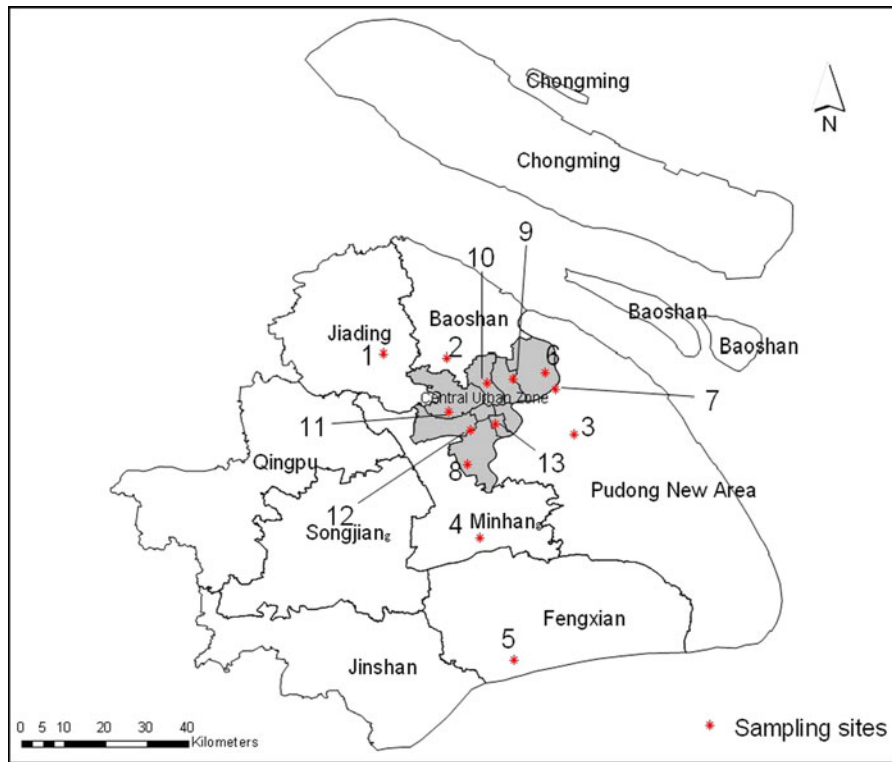 Chongming
N
Chongming
9
10
Baoshan
Baoshan
Jiading
Baoshan
1
2
6
7
Central Urban Zone
11
3
13
Qingpu
8
Pudong New Area
12
4
Minhang
Songjiang
Fengxian
5
Jinshan
0 5 10 20 30 40
Kilometers
Sampling sites